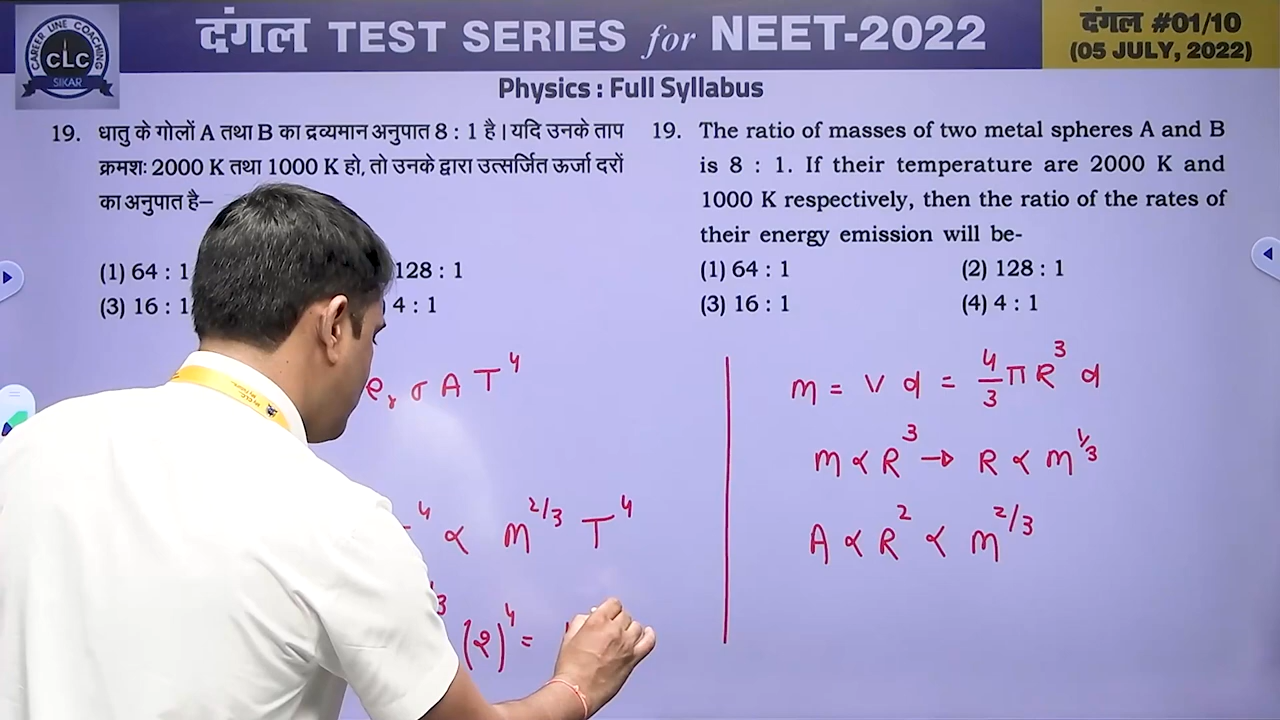 CAREER LINE COACHING
CLC
SIKAR
दंगल TEST SERIES for NEET-2022
दंगल #01/10
(05 JULY, 2022)
Physics : Full Syllabus
19. धातु के गोलों A तथा B का द्रव्यमान अनुपात 8 : 1 है। यदि उनके ताप
क्रमशः 2000 K तथा 1000 K हो, तो उनके द्वारा उत्सर्जित ऊर्जा दरों
का अनुपात है–
(1) 64 : 1
128 : 1
(3) 16 : 1
4 : 1
19. The ratio of masses of two metal spheres A and B
is 8 : 1. If their temperature are 2000 K and
1000 K respectively, then the ratio of the rates of
their energy emission will be-
(1) 64 : 1 (2) 128 : 1
(3) 16 : 1 (4) 4 : 1
σ A T⁴
⁴ ∝ m^2/3 T⁴
(2)⁴ =
m = V d = 4/3 π R³ d
m ∝ R³ → R ∝ m^1/3
A ∝ R² ∝ m^2/3